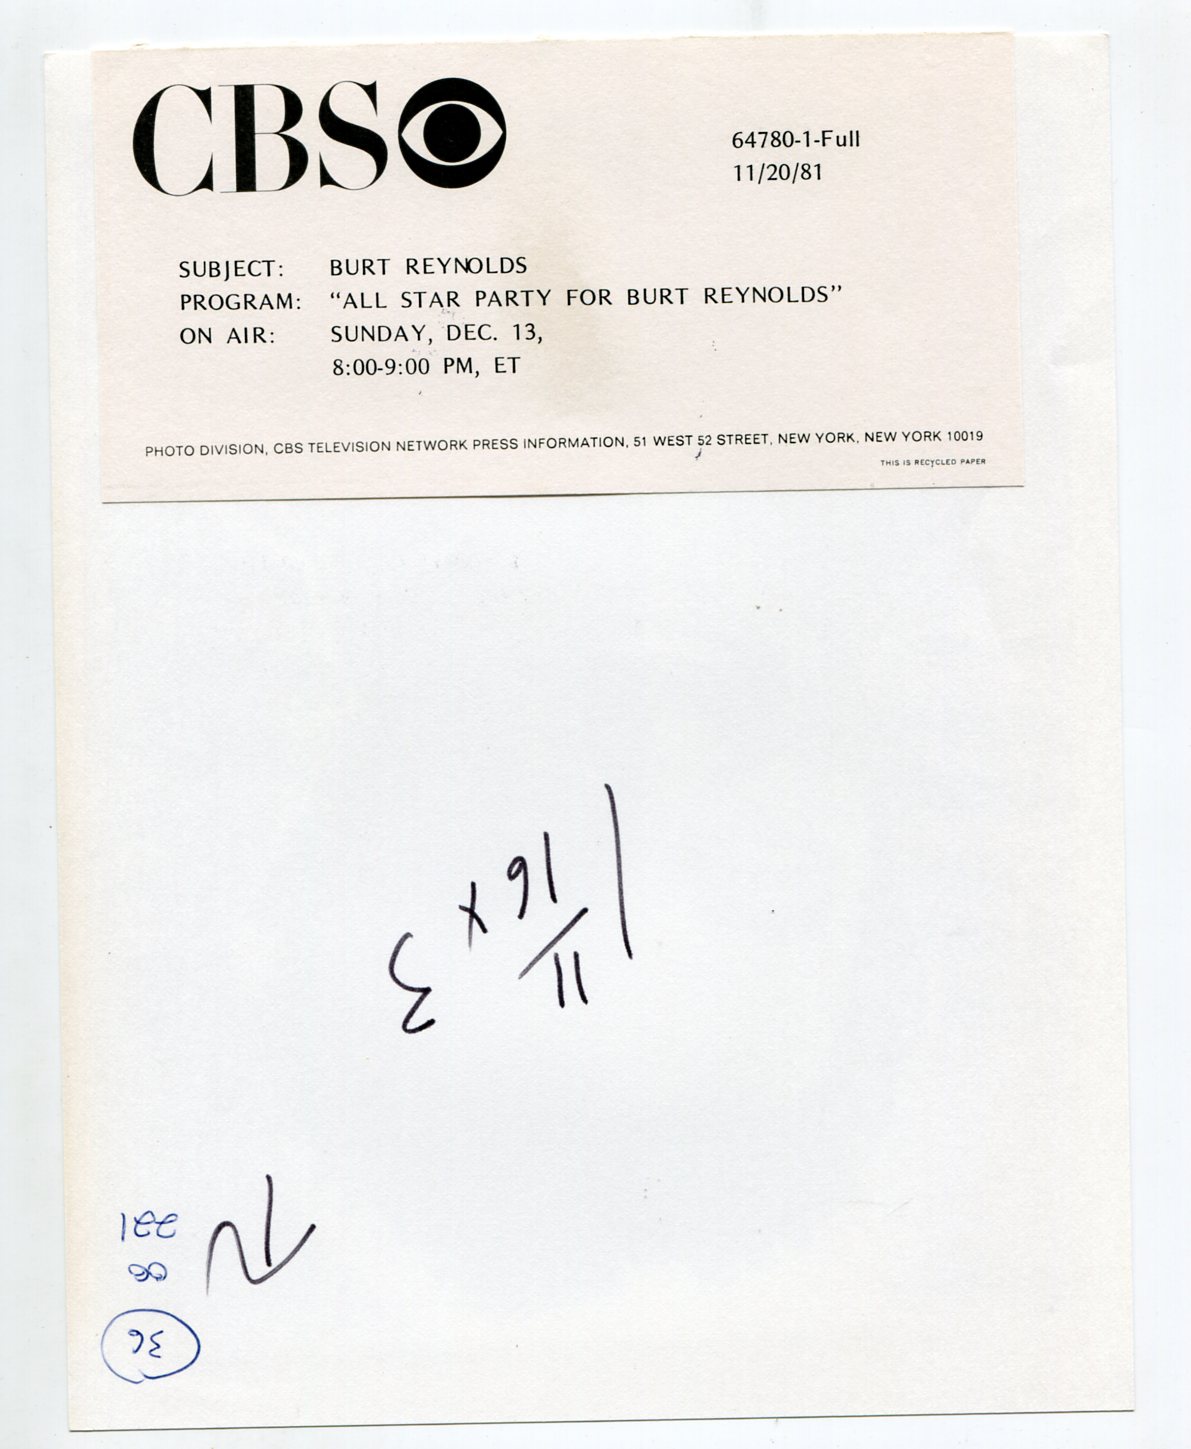 CBS
64780-1-Full
11/20/81
SUBJECT: BURT REYNOLDS
PROGRAM: “ALL STAR PARTY FOR BURT REYNOLDS”
ON AIR: SUNDAY, DEC. 13,
8:00-9:00 PM, ET
PHOTO DIVISION, CBS TELEVISION NETWORK PRESS INFORMATION, 51 WEST 52 STREET, NEW YORK, NEW YORK 10019
THIS IS RECYCLED PAPER
36